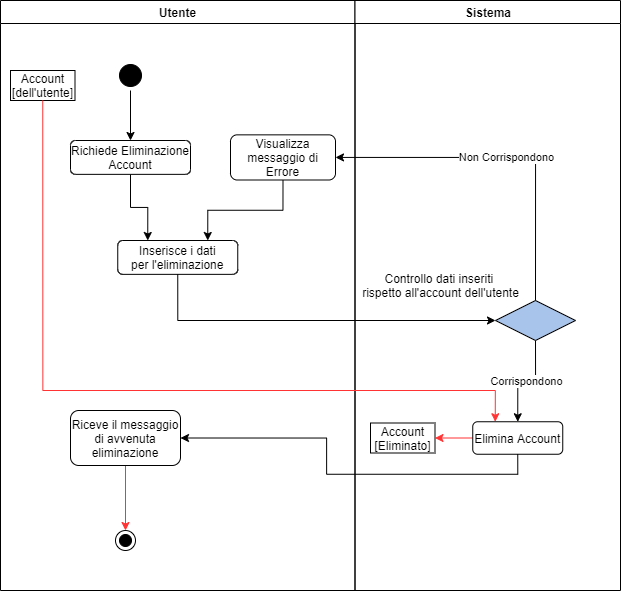 Utente
Sistema
Account
[dell'utente]
Richiede Eliminazione
Account
Visualizza
messaggio di
Errore
Non Corrispondono
Inserisce i dati
per l'eliminazione
Controllo dati inseriti
rispetto all'account dell'utente
Corrispondono
Riceve il messaggio
di avvenuta
eliminazione
Account
[Eliminato]
Elimina Account